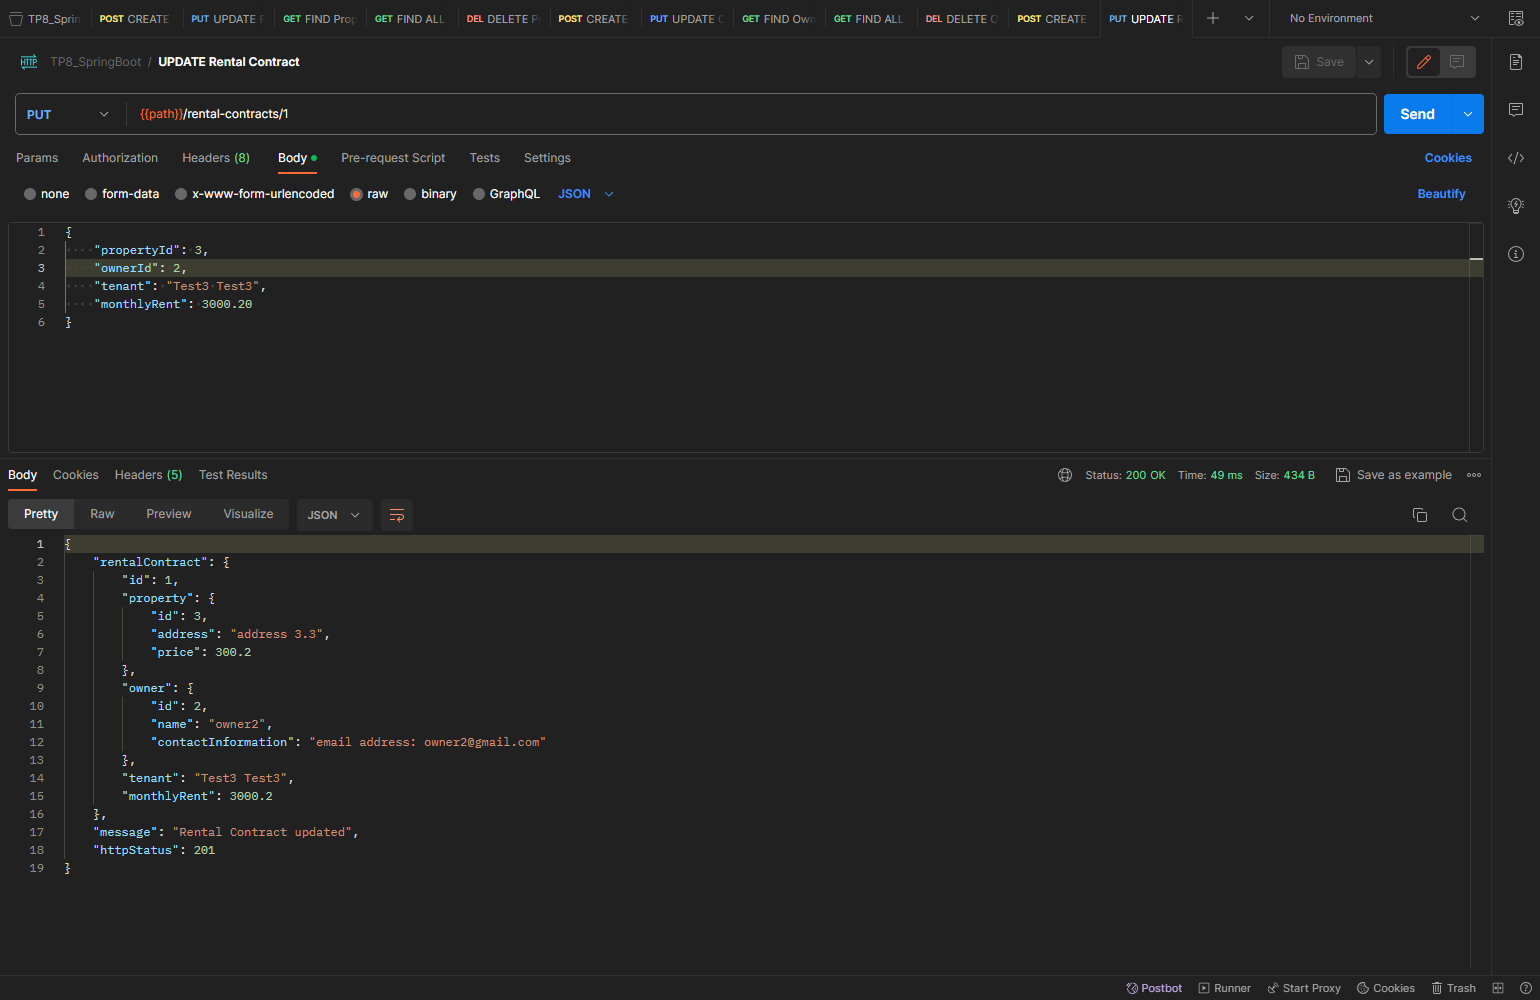 TP8_Sprin POST CREATE PUT UPDATE F GET FIND Prop GET FIND ALL DEL DELETE P POST CREATE PUT UPDATE O GET FIND Own GET FIND ALL DEL DELETE O POST CREATE PUT UPDATE R No Environment
HTTP TP8_SpringBoot / UPDATE Rental Contract Save
PUT {{path}}/rental-contracts/1 Send
Params Authorization Headers (8) Body Pre-request Script Tests Settings Cookies
none form-data x-www-form-urlencoded raw binary GraphQL JSON Beautify
1 {
2 "propertyId": 3,
3 "ownerId": 2,
4 "tenant": "Test3 Test3",
5 "monthlyRent": 3000.20
6 }
Body Cookies Headers (5) Test Results Status: 200 OK Time: 49 ms Size: 434 B Save as example
Pretty Raw Preview Visualize JSON
1 {
2 "rentalContract": {
3 "id": 1,
4 "property": {
5 "id": 3,
6 "address": "address 3.3",
7 "price": 300.2
8 },
9 "owner": {
10 "id": 2,
11 "name": "owner2",
12 "contactInformation": "email address: owner2@gmail.com"
13 },
14 "tenant": "Test3 Test3",
15 "monthlyRent": 3000.2
16 },
17 "message": "Rental Contract updated",
18 "httpStatus": 201
19 }
Postbot Runner Start Proxy Cookies Trash